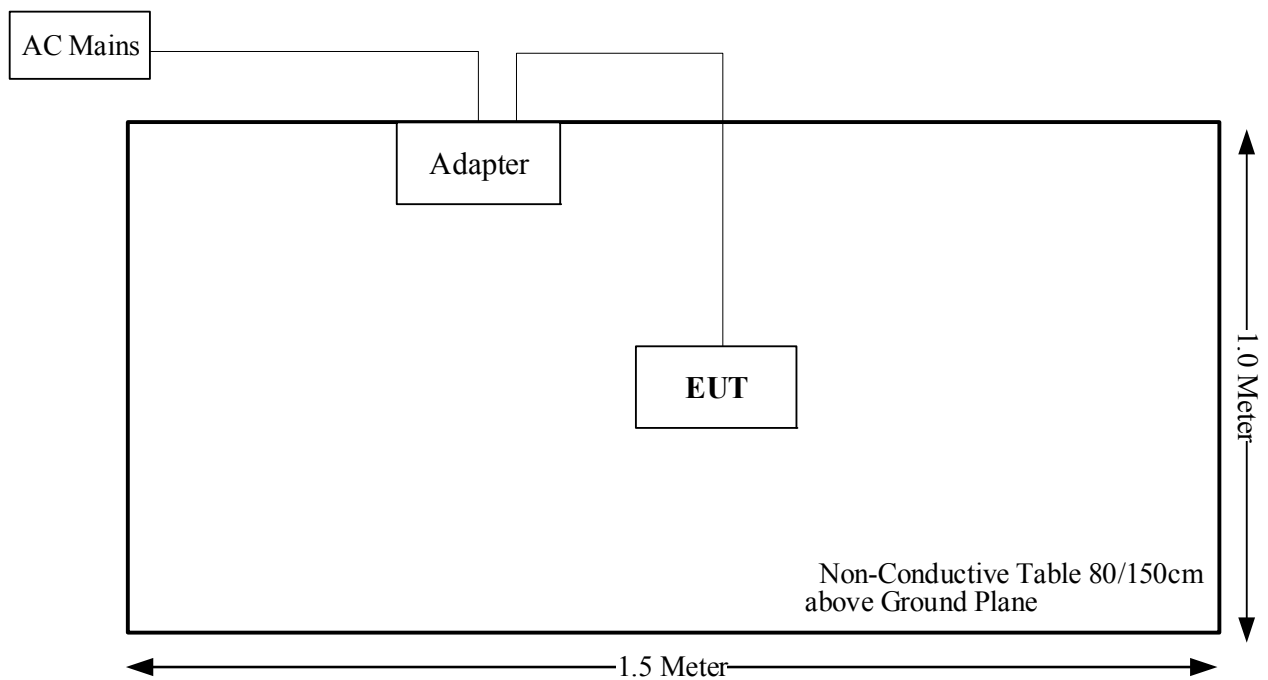 AC Mains
Adapter
EUT
1.0 Meter
Non-Conductive Table 80/150cm
above Ground Plane
1.5 Meter